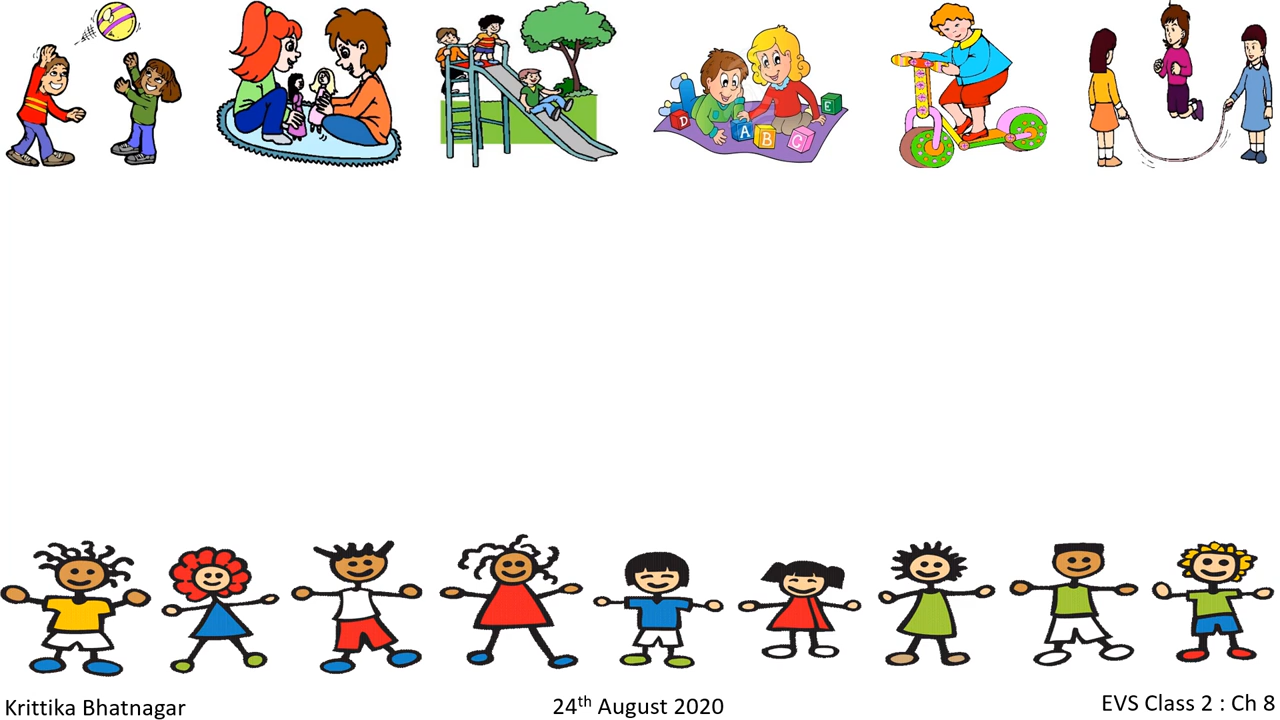 D
A
B
C
E
Krittika Bhatnagar
24th August 2020
EVS Class 2 : Ch 8